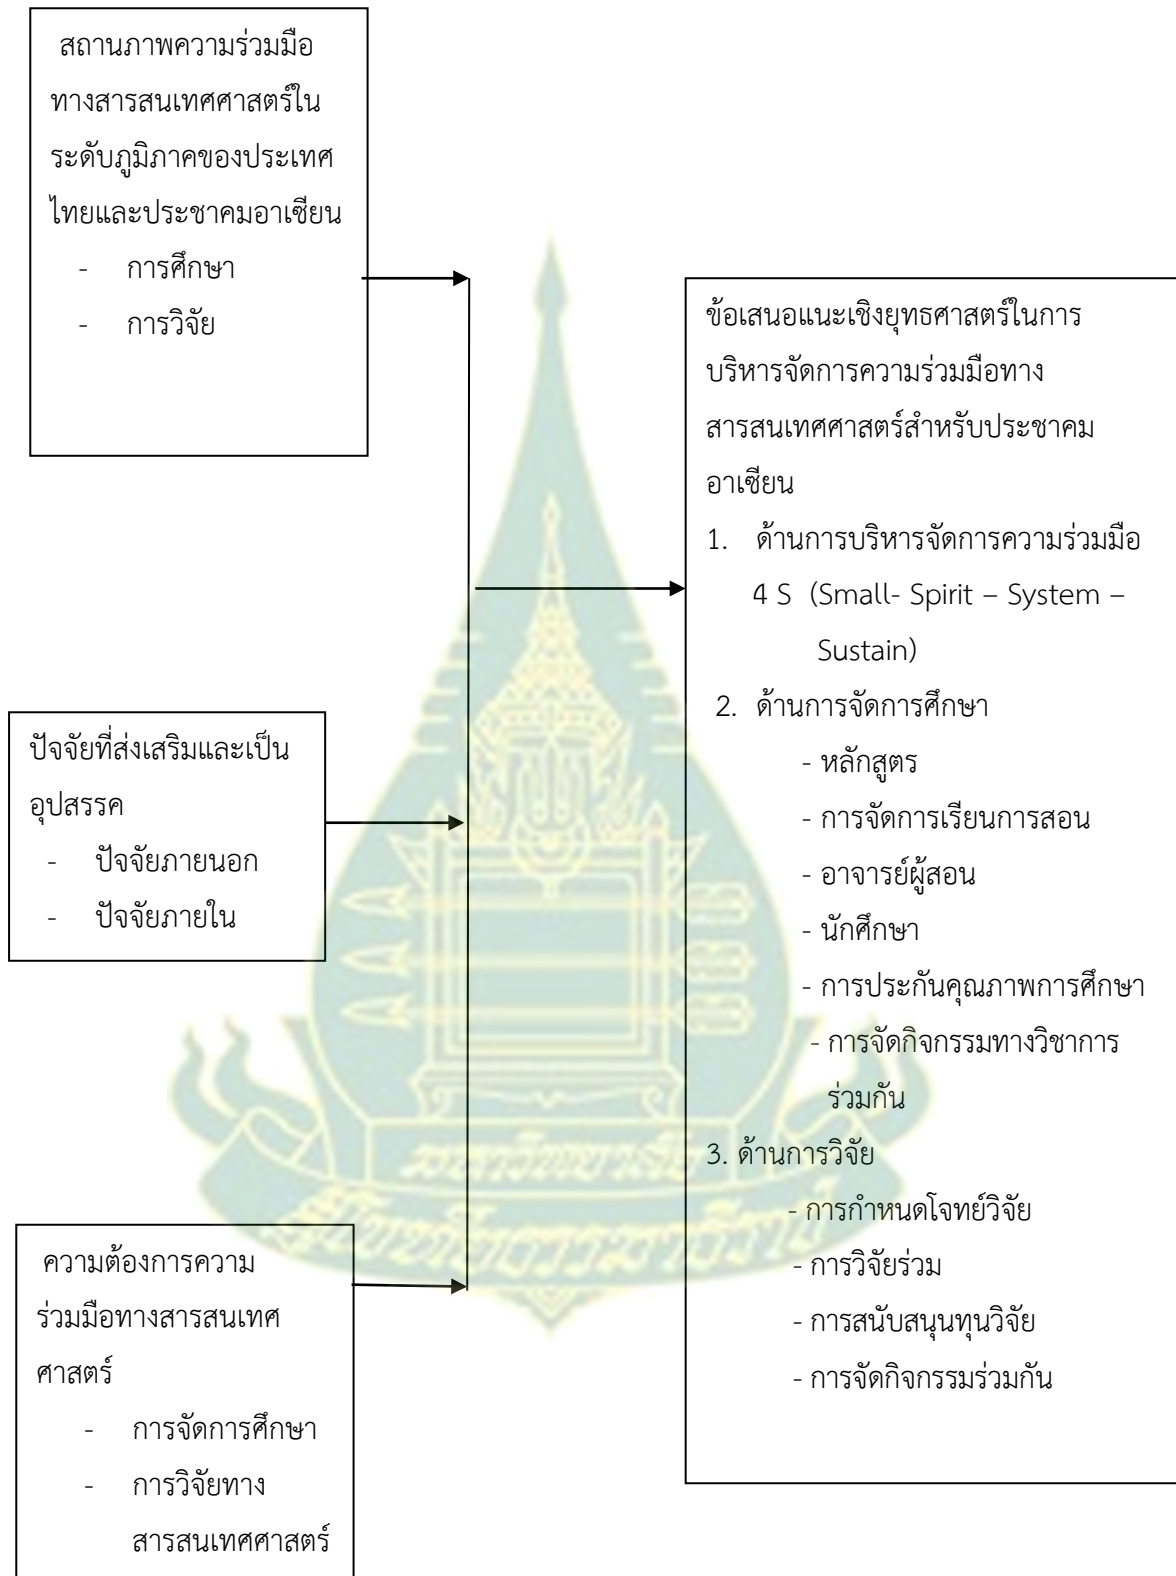 สถานภาพความร่วมมือ
ทางสารสนเทศศาสตร์ใน
ระดับภูมิภาคของประเทศ
ไทยและประชาคมอาเซียน
- การศึกษา
- การวิจัย
ปัจจัยที่ส่งเสริมและเป็น
อุปสรรค
- ปัจจัยภายนอก
- ปัจจัยภายใน
ความต้องการความ
ร่วมมือทางสารสนเทศ
ศาสตร์
- การจัดการศึกษา
- การวิจัยทาง
สารสนเทศศาสตร์
ข้อเสนอแนะเชิงยุทธศาสตร์ในการ
บริหารจัดการความร่วมมือทาง
สารสนเทศศาสตร์สำหรับประชาคม
อาเซียน
1. ด้านการบริหารจัดการความร่วมมือ
4 S (Small- Spirit – System –
Sustain)
2. ด้านการจัดการศึกษา
- หลักสูตร
- การจัดการเรียนการสอน
- อาจารย์ผู้สอน
- นักศึกษา
- การประกันคุณภาพการศึกษา
- การจัดกิจกรรมทางวิชาการ
ร่วมกัน
3. ด้านการวิจัย
- การกำหนดโจทย์วิจัย
- การวิจัยร่วม
- การสนับสนุนทุนวิจัย
- การจัดกิจกรรมร่วมกัน
มหาวิทยาลัย
สุโขทัยธรรมาธิราช